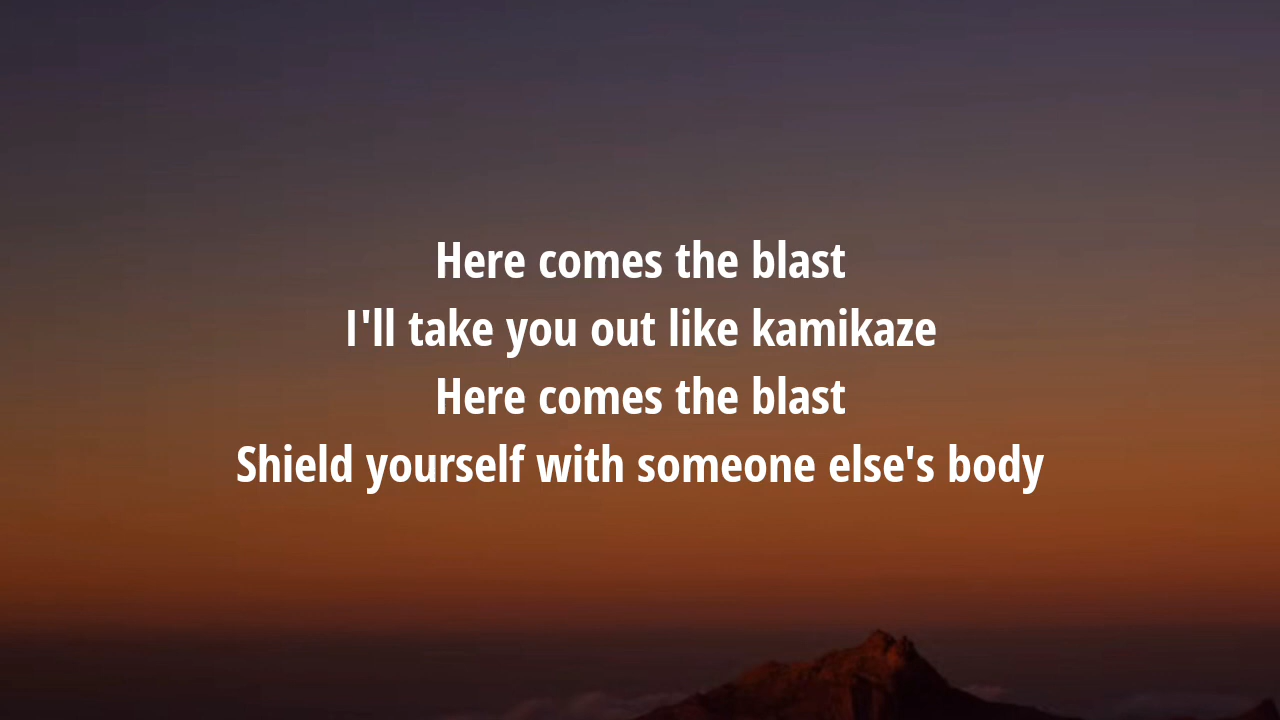 Here comes the blast
I'll take you out like kamikaze
Here comes the blast
Shield yourself with someone else's body